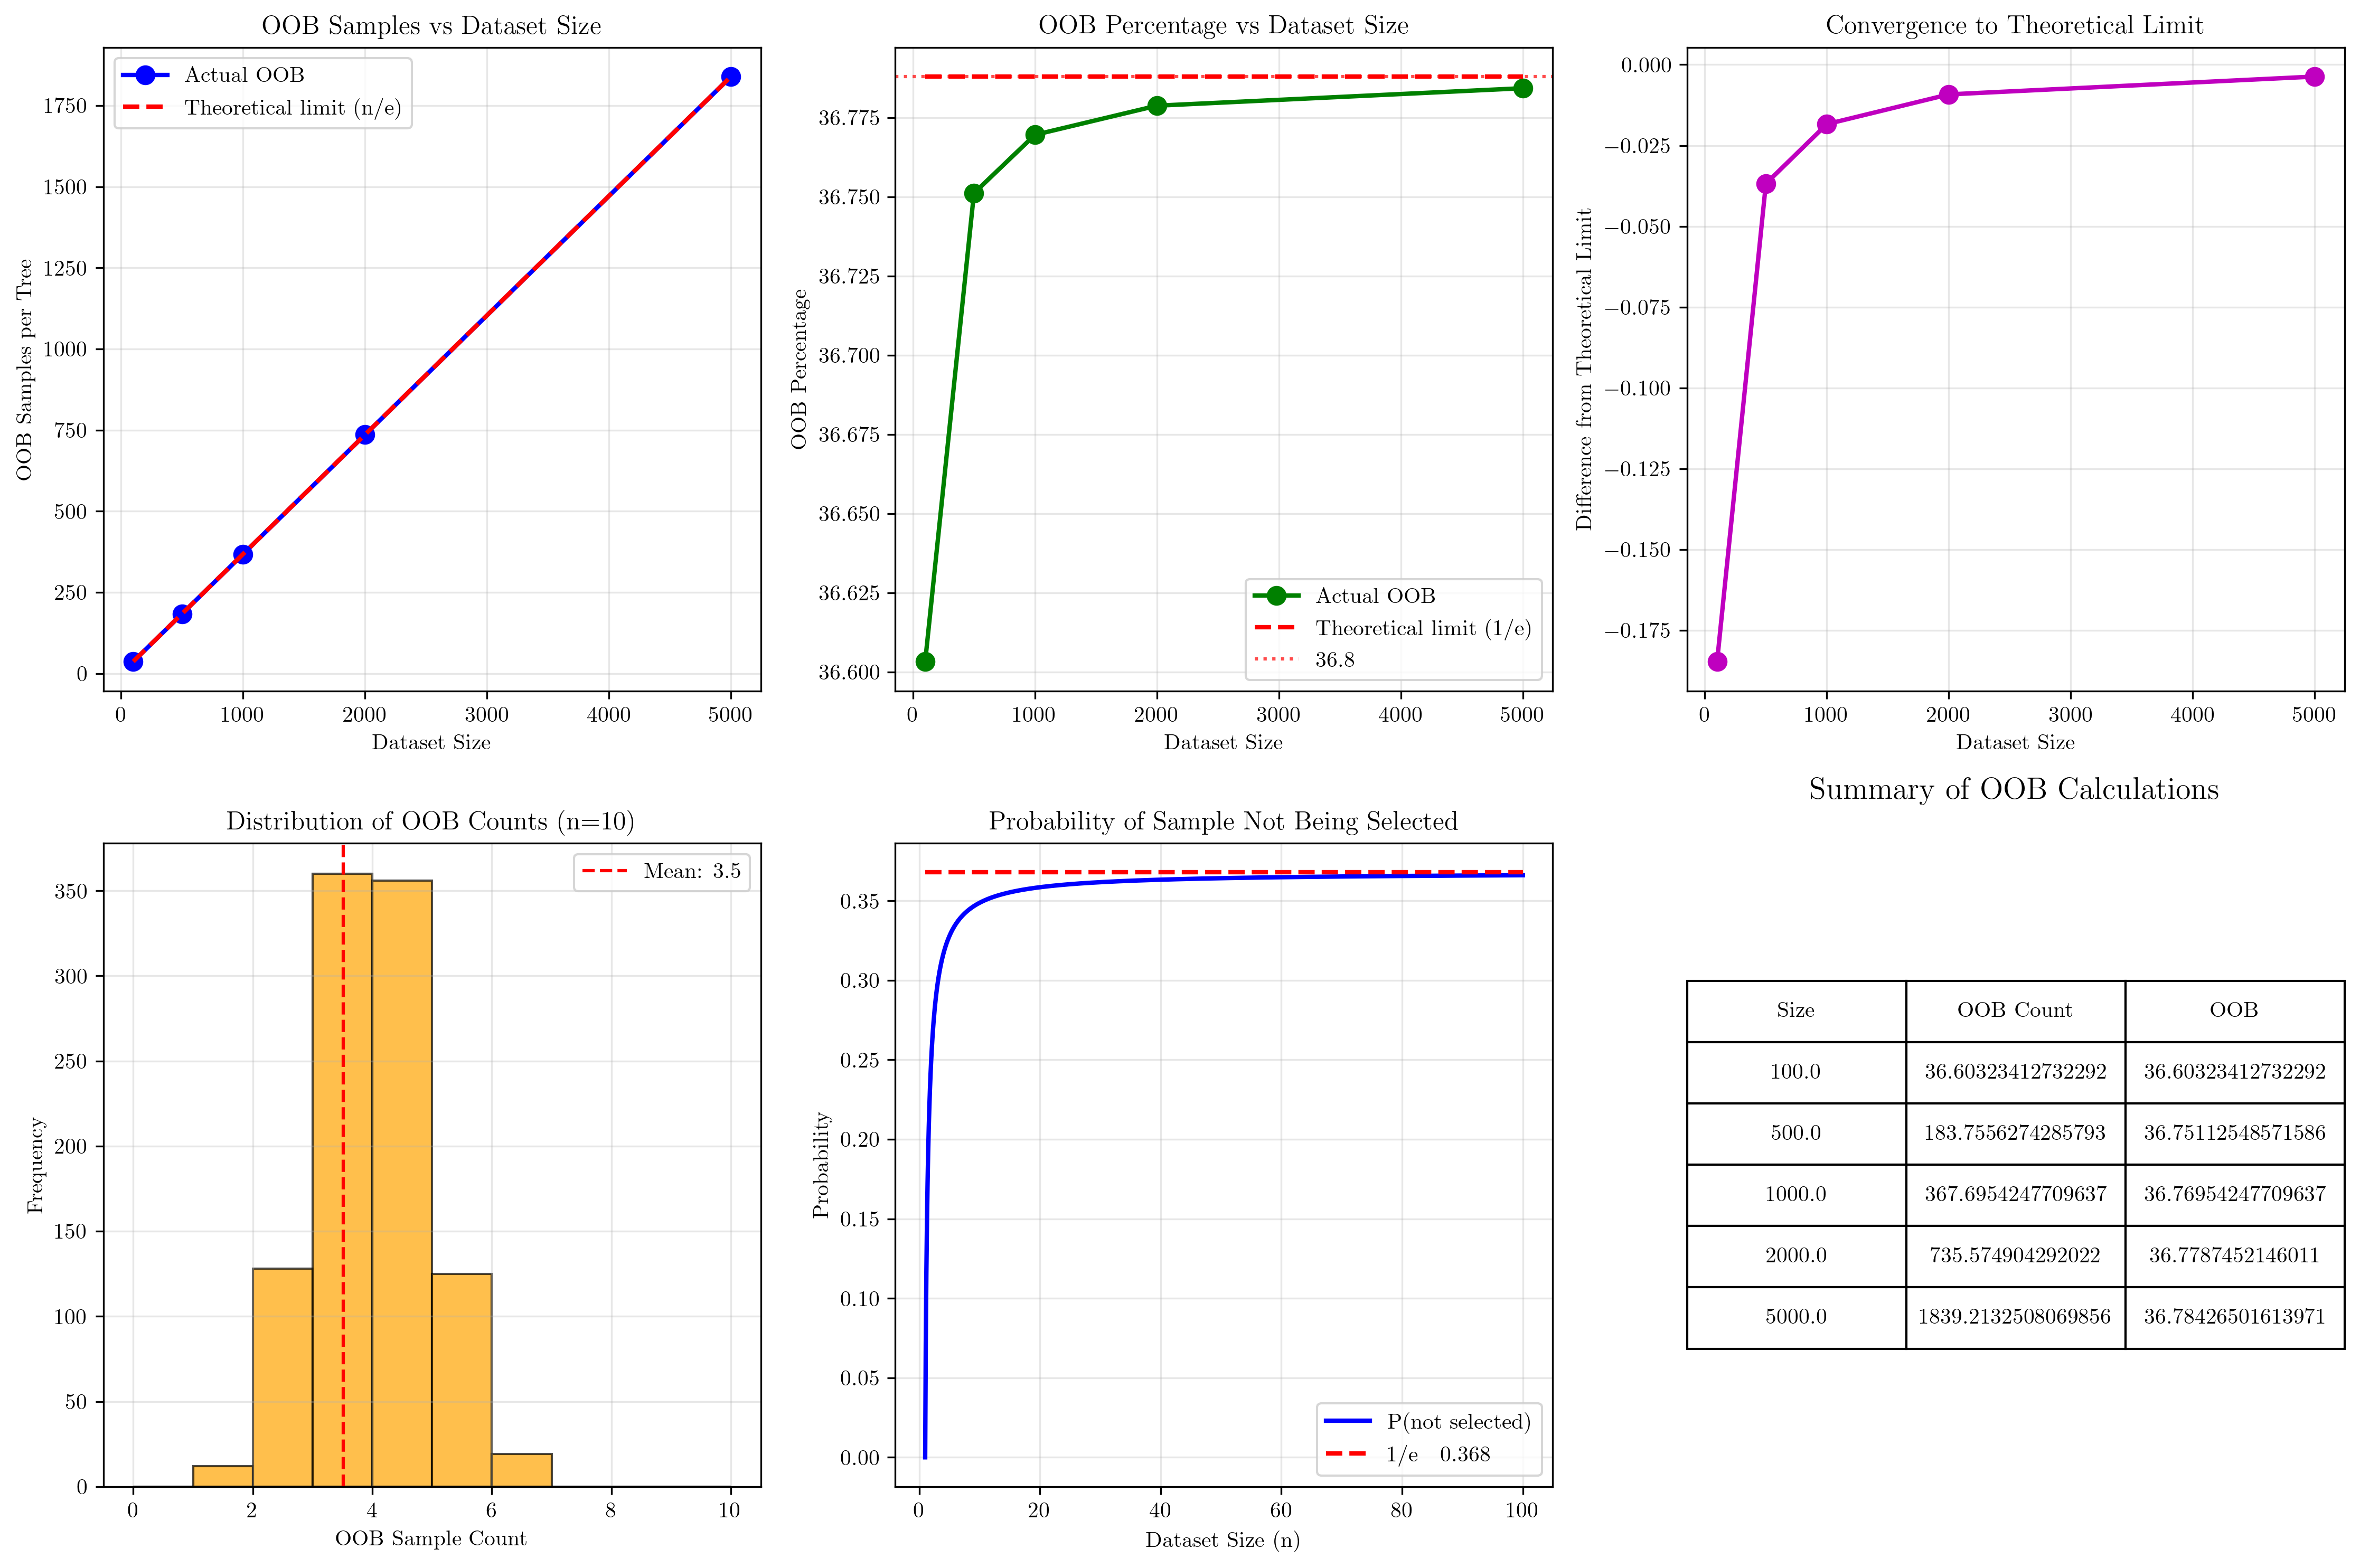 OOB Samples vs Dataset Size
Actual OOB
Theoretical limit (n/e)
OOB Samples per Tree
1750
1500
1250
1000
750
500
250
0
0 1000 2000 3000 4000 5000
Dataset Size
OOB Percentage vs Dataset Size
OOB Percentage
36.775
36.750
36.725
36.700
36.675
36.650
36.625
36.600
Actual OOB
Theoretical limit (1/e)
36.8
0 1000 2000 3000 4000 5000
Dataset Size
Convergence to Theoretical Limit
Difference from Theoretical Limit
0.000
−0.025
−0.050
−0.075
−0.100
−0.125
−0.150
−0.175
0 1000 2000 3000 4000 5000
Dataset Size
Distribution of OOB Counts (n=10)
Mean: 3.5
Frequency
350
300
250
200
150
100
50
0
0 2 4 6 8 10
OOB Sample Count
Probability of Sample Not Being Selected
Probability
0.35
0.30
0.25
0.20
0.15
0.10
0.05
0.00
P(not selected)
1/e 0.368
0 20 40 60 80 100
Dataset Size (n)
Summary of OOB Calculations
Size OOB Count OOB
100.0 36.60323412732292 36.60323412732292
500.0 183.7556274285793 36.75112548571586
1000.0 367.6954247709637 36.76954247709637
2000.0 735.574904292022 36.7787452146011
5000.0 1839.2132508069856 36.78426501613971